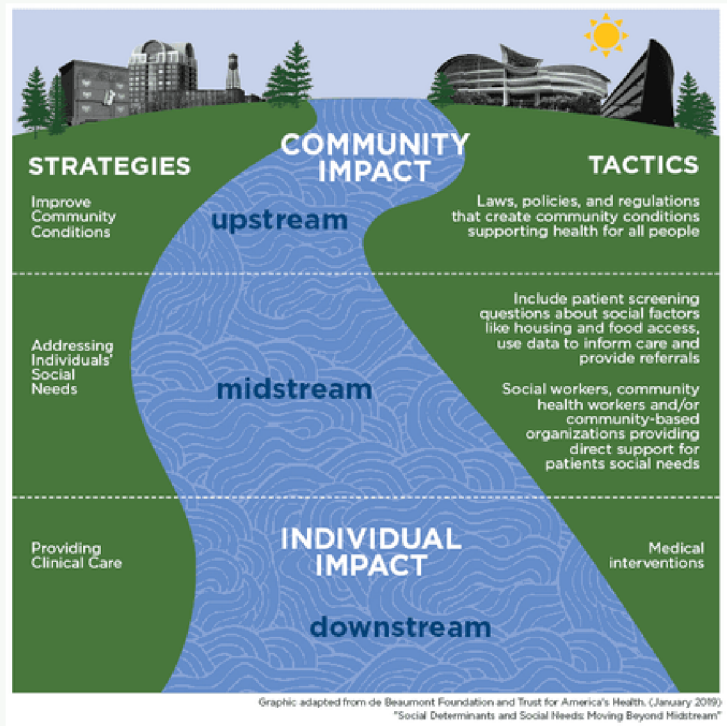 COMMUNITY
IMPACT
STRATEGIES
TACTICS
Improve
Community
Conditions
upstream
Laws, policies, and regulations
that create community conditions
supporting health for all people
Addressing
Individuals'
Social
Needs
midstream
Include patient screening
questions about social factors
like housing and food access,
use data to inform care and
provide referrals
Social workers, community
health workers and/or
community-based
organizations providing
direct support for
patients social needs
Providing
Clinical Care
INDIVIDUAL
IMPACT
downstream
Medical
interventions
Graphic adapted from de Beaumont Foundation and Trust for America's Health. (January 2019)
"Social Determinants and Social Needs: Moving Beyond Midstream"